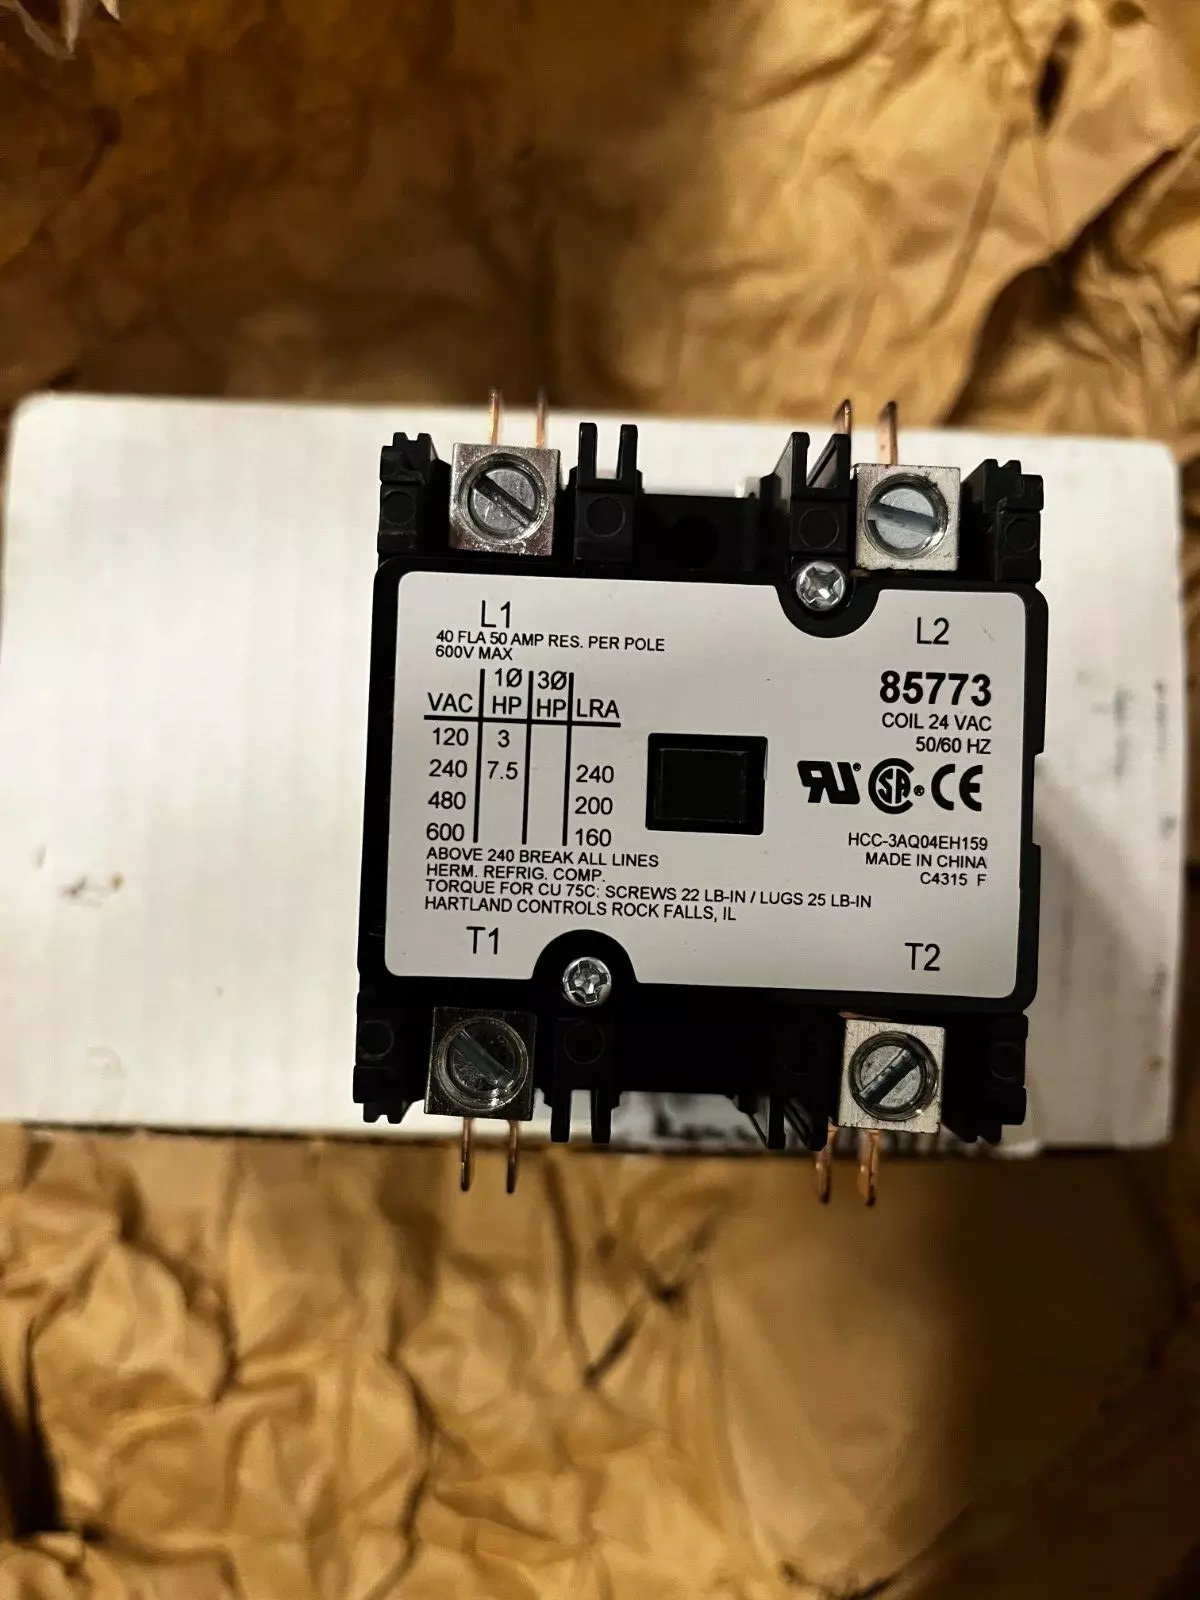 L1
40 FLA 50 AMP RES. PER POLE
600V MAX
1Ø 3Ø
VAC HP HP LRA
120 3
240 7.5 240
480 200
600 160
ABOVE 240 BREAK ALL LINES
HERM. REFRIG. COMP.
TORQUE FOR CU 75C: SCREWS 22 LB-IN / LUGS 25 LB-IN
HARTLAND CONTROLS ROCK FALLS, IL
T1
L2
85773
COIL 24 VAC
50/60 HZ
RU® SA® CE
HCC-3AQ04EH159
MADE IN CHINA
C4315 F
T2